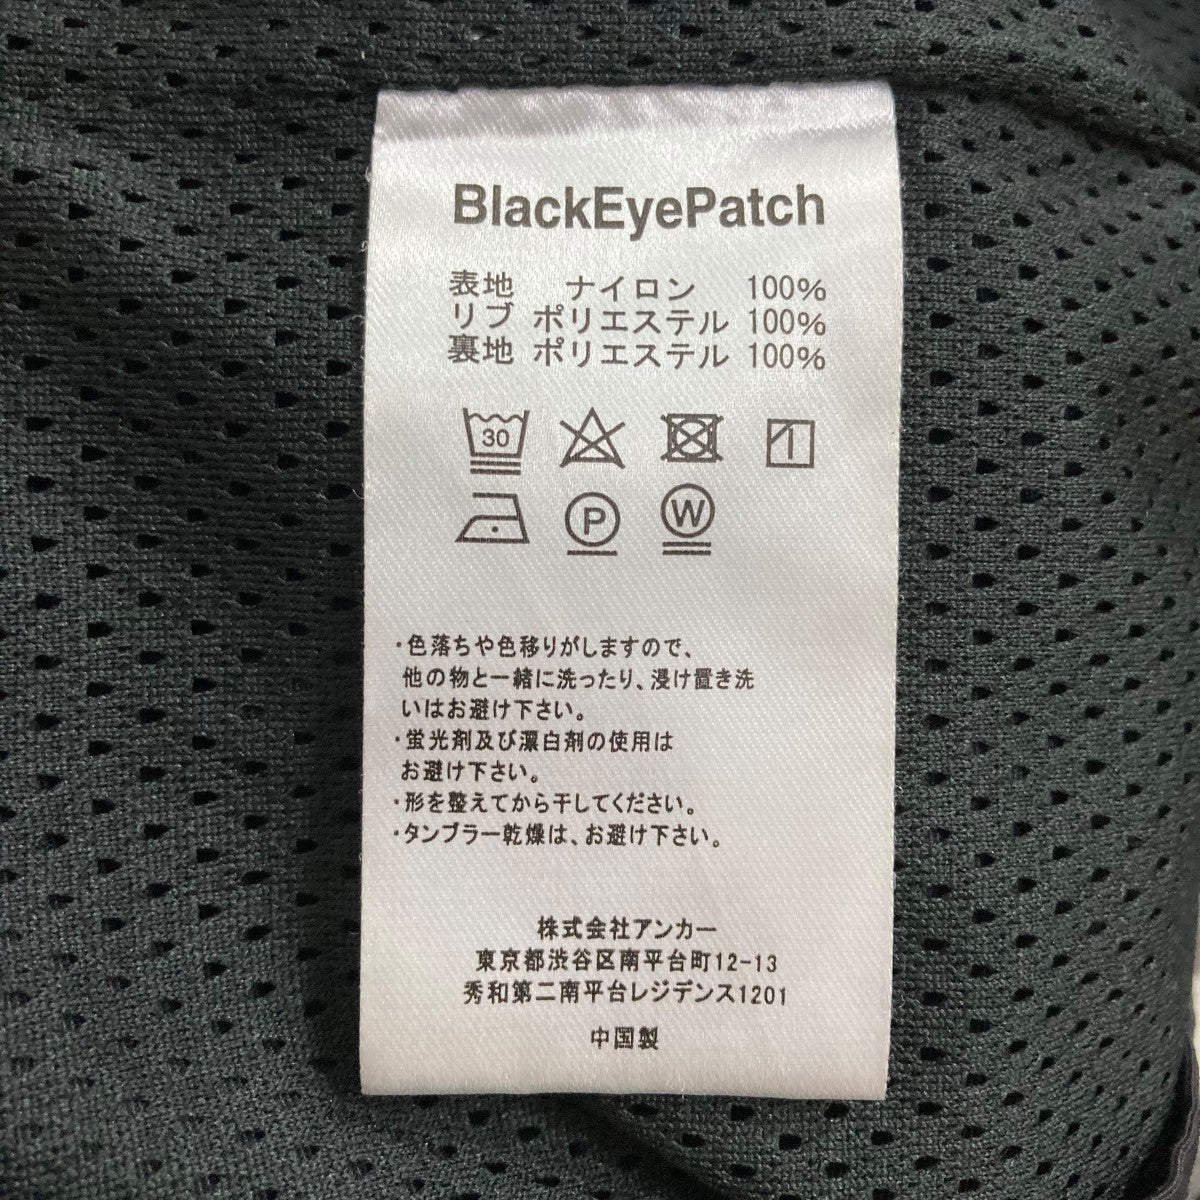 BlackEyePatch
表地 ナイロン 100%
リブ ポリエステル 100%
裏地 ポリエステル 100%
30
P W
・色落ちや色移りがしますので、
他の物と一緒に洗ったり、浸け置き洗
いはお避け下さい。
・蛍光剤及び漂白剤の使用は
お避け下さい。
・形を整えてから干してください。
・タンブラー乾燥は、お避け下さい。
株式会社アンカー
東京都渋谷区南平台町12-13
秀和第二南平台レジデンス1201
中国製